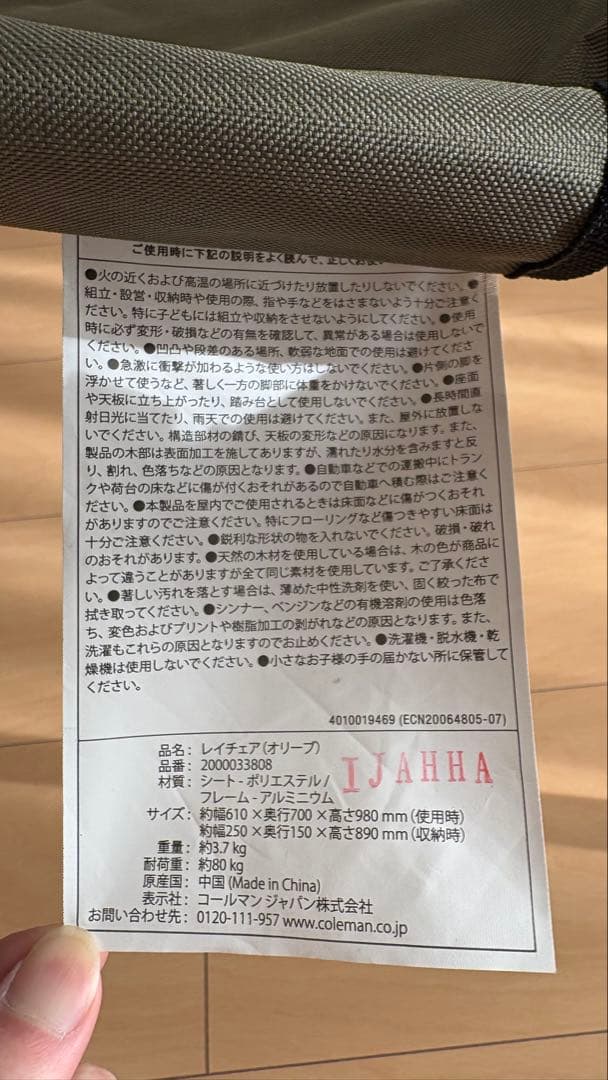 ご使用時に下記の説明をよく読んで、正しくお使い
●火の近くおよび高温の場所に近づけたり放置したりしないでください。●
組立・設営・収納時や使用の際、指や手などをはさまないよう十分ご注意く
ださい。特に子どもには組立や収納をさせないようにしてください。●使用
時に必ず変形・破損などの有無を確認して、異常がある場合は使用しないで
ください。●凹凸や段差のある場所、軟弱な地面での使用は避けてくださ
い。●急激に衝撃が加わるような使い方はしないでください。●片側の脚を
浮かせて使うなど、著しく一方の脚部に体重をかけないでください。●座面
や天板に立ち上がったり、踏み台として使用しないでください。●長時間直
射日光に当てたり、雨天での使用は避けてください。また、屋外に放置しな
いでください。構造部材の錆び、天板の変形などの原因になります。また、
製品の木部は表面加工を施してありますが、濡れたり水分を含みますと反
り、割れ、色落ちなどの原因となります。●自動車などでの運搬中にトラン
クや荷台の床などに傷が付くおそれがあるので自動車へ積む際はご注意く
ださい。●本製品を屋内でご使用されるときは床面などに傷がつくおそれ
がありますのでご注意ください。特にフローリングなど傷つきやすい床面は
十分ご注意ください。●鋭利な形状の物を入れないでください。破損・破れ
のおそれがあります。●天然の木材を使用している場合は、木の色が商品に
よって違うことがありますが全て同じ素材を使用しています。ご了承くださ
い。●著しい汚れを落とす場合は、薄めた中性洗剤を使い、固く絞った布で
拭き取ってください。●シンナー、ベンジンなどの有機溶剤の使用は色落
ち、変色およびプリントや樹脂加工の剥がれなどの原因となります。また、
洗濯もこれらの原因となりますのでお止めください。●洗濯機・脱水機・乾
燥機は使用しないでください。●小さなお子様の手の届かない所に保管して
ください。
4010019469 (ECN20064805-07)
品名：レイチェア（オリーブ）
品番：2000033808
IJAHHA
材質：シート - ポリエステル /
フレーム - アルミニウム
サイズ：約幅610 × 奥行700 × 高さ980 mm（使用時）
約幅250 × 奥行150 × 高さ890 mm（収納時）
重量：約3.7 kg
耐荷重：約80 kg
原産国：中国 (Made in China)
表示社：コールマン ジャパン株式会社
お問い合わせ先：0120-111-957 www.coleman.co.jp